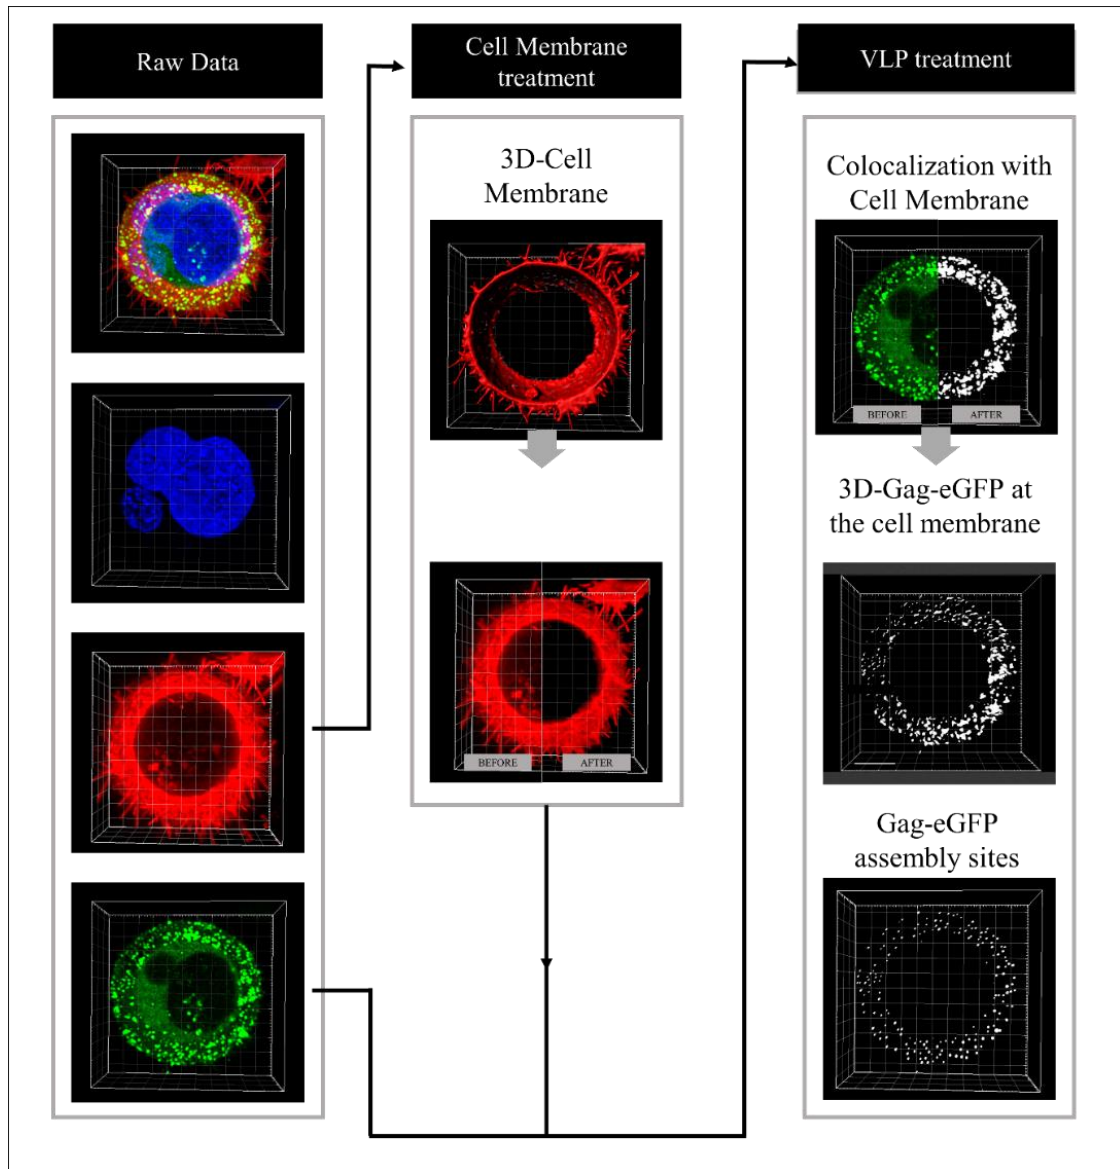 Raw Data
Cell Membrane
treatment
3D-Cell
Membrane
BEFORE
AFTER
VLP treatment
Colocalization with
Cell Membrane
BEFORE
AFTER
3D-Gag-eGFP at
the cell membrane
Gag-eGFP
assembly sites